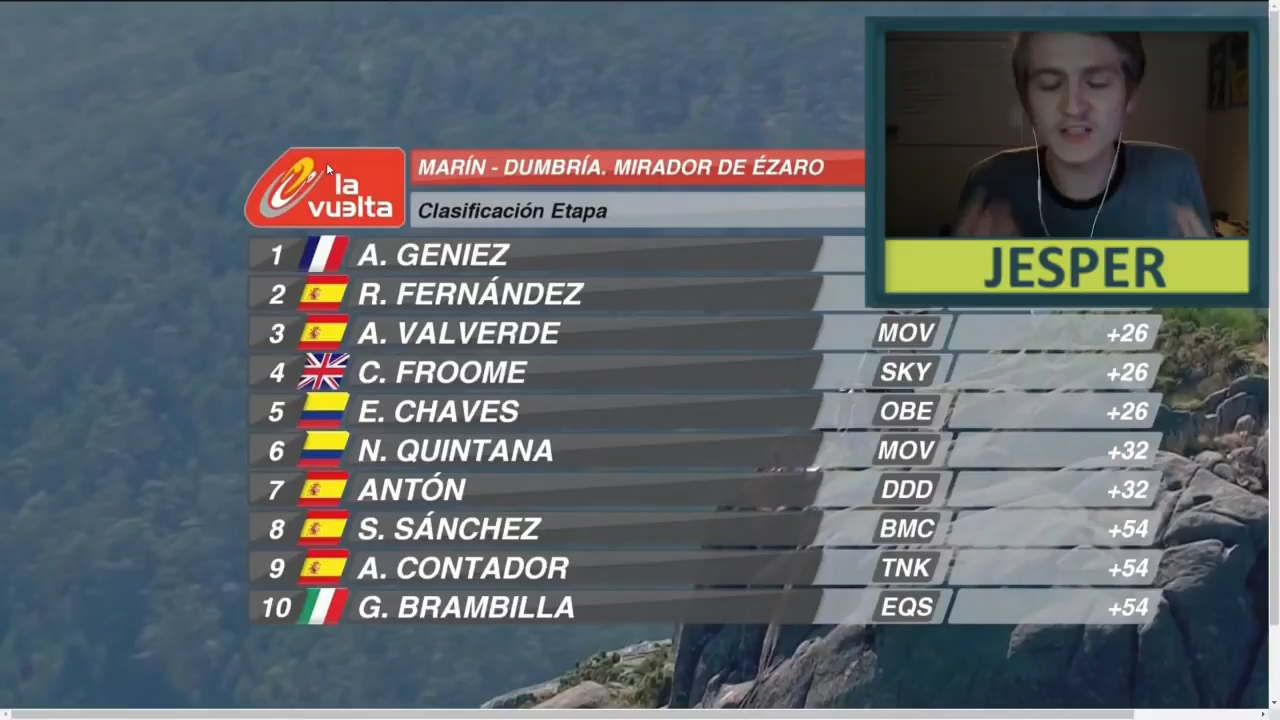 la vuelta
MARÍN - DUMBRÍA. MIRADOR DE ÉZARO
Clasificación Etapa
JESPER
1 A. GENIEZ
2 R. FERNÁNDEZ
3 A. VALVERDE MOV +26
4 C. FROOME SKY +26
5 E. CHAVES OBE +26
6 N. QUINTANA MOV +32
7 ANTÓN DDD +32
8 S. SÁNCHEZ BMC +54
9 A. CONTADOR TNK +54
10 G. BRAMBILLA EQS +54